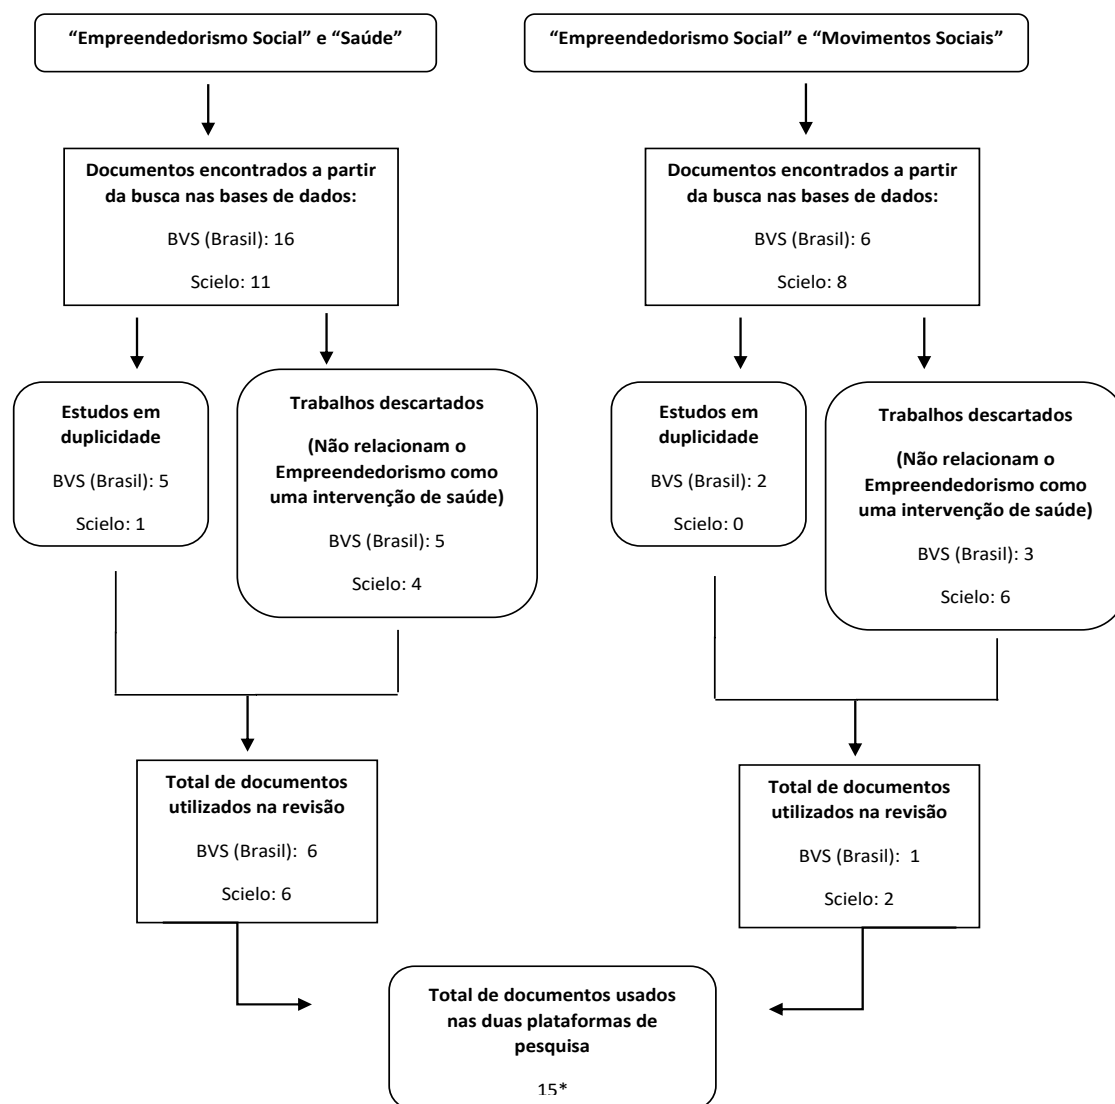 “Empreendedorismo Social” e “Saúde”
“Empreendedorismo Social” e “Movimentos Sociais”
Documentos encontrados a partir
da busca nas bases de dados:
BVS (Brasil): 16
Scielo: 11
Documentos encontrados a partir
da busca nas bases de dados:
BVS (Brasil): 6
Scielo: 8
Estudos em
duplicidade
BVS (Brasil): 5
Scielo: 1
Trabalhos descartados
(Não relacionam o
Empreendedorismo como
uma intervenção de saúde)
BVS (Brasil): 5
Scielo: 4
Estudos em
duplicidade
BVS (Brasil): 2
Scielo: 0
Trabalhos descartados
(Não relacionam o
Empreendedorismo como
uma intervenção de saúde)
BVS (Brasil): 3
Scielo: 6
Total de documentos
utilizados na revisão
BVS (Brasil): 6
Scielo: 6
Total de documentos
utilizados na revisão
BVS (Brasil): 1
Scielo: 2
Total de documentos usados
nas duas plataformas de
pesquisa
15*